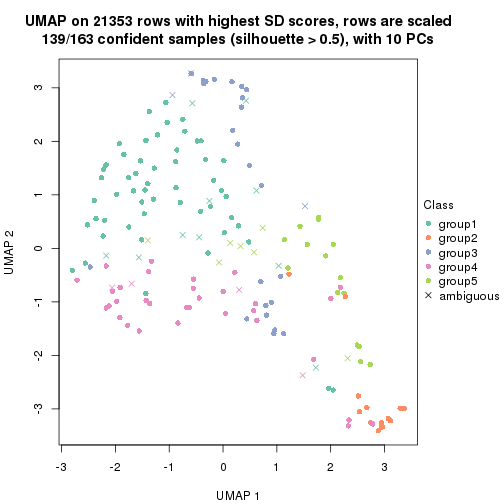 UMAP on 21353 rows with highest SD scores, rows are scaled
139/163 confident samples (silhouette > 0.5), with 10 PCs
UMAP 2
3
2
1
0
-1
-2
-3
-3
-2
-1
0
1
2
3
UMAP 1
Class
group1
group2
group3
group4
group5
ambiguous